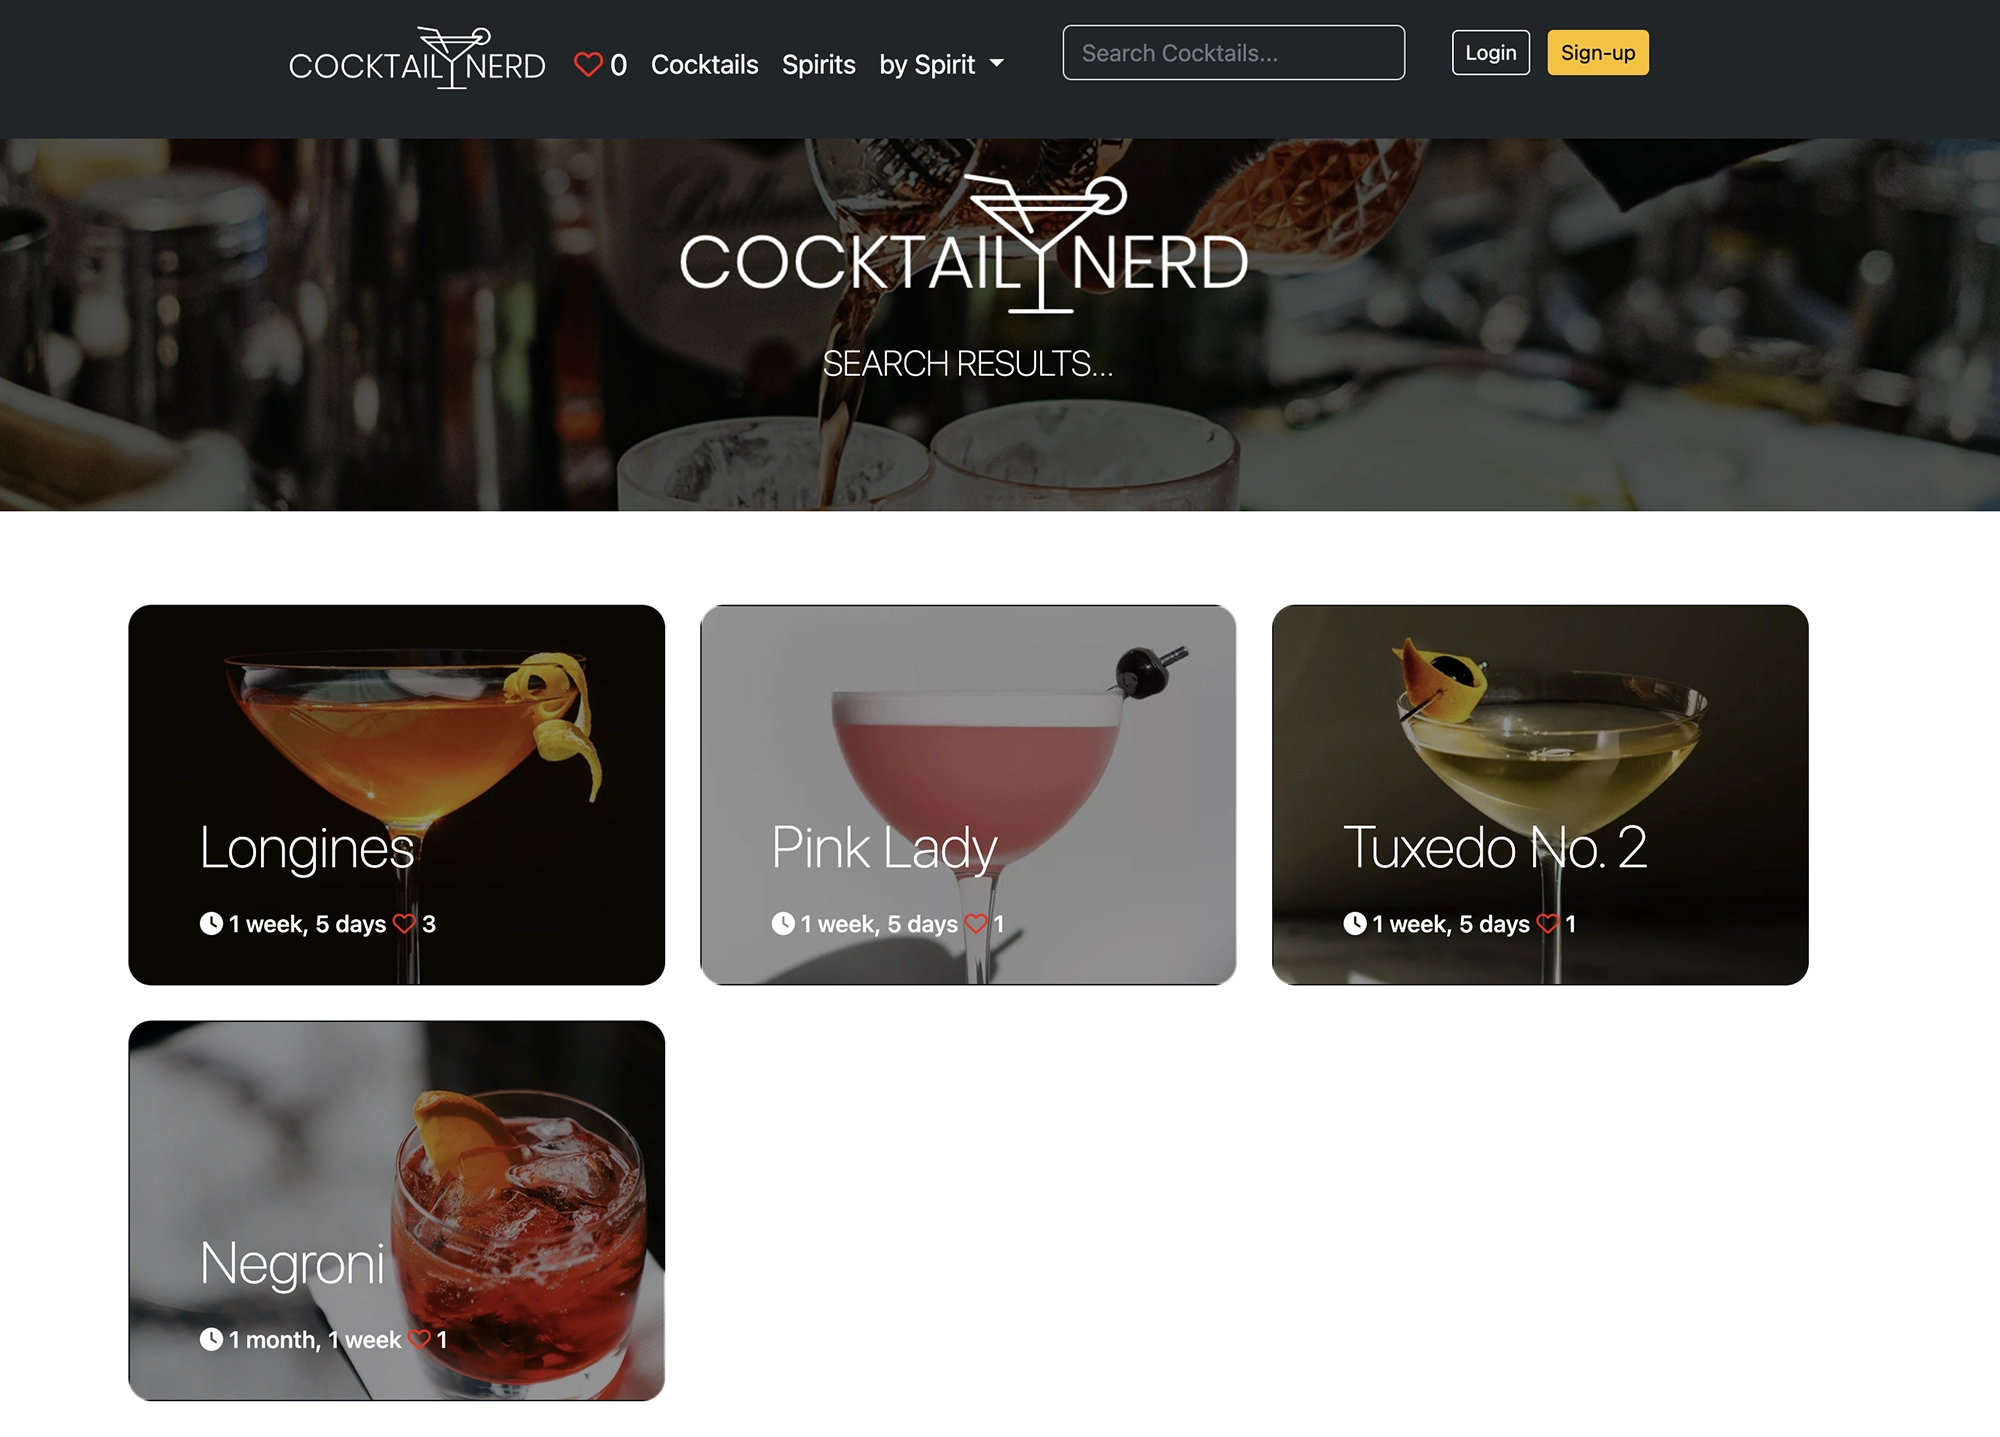 COCKTAIL NERD
0 Cocktails Spirits by Spirit
Search Cocktails...
Login
Sign-up
COCKTAIL NERD
SEARCH RESULTS...
Longines
1 week, 5 days 3
Pink Lady
1 week, 5 days 1
Tuxedo No. 2
1 week, 5 days 1
Negroni
1 month, 1 week 1